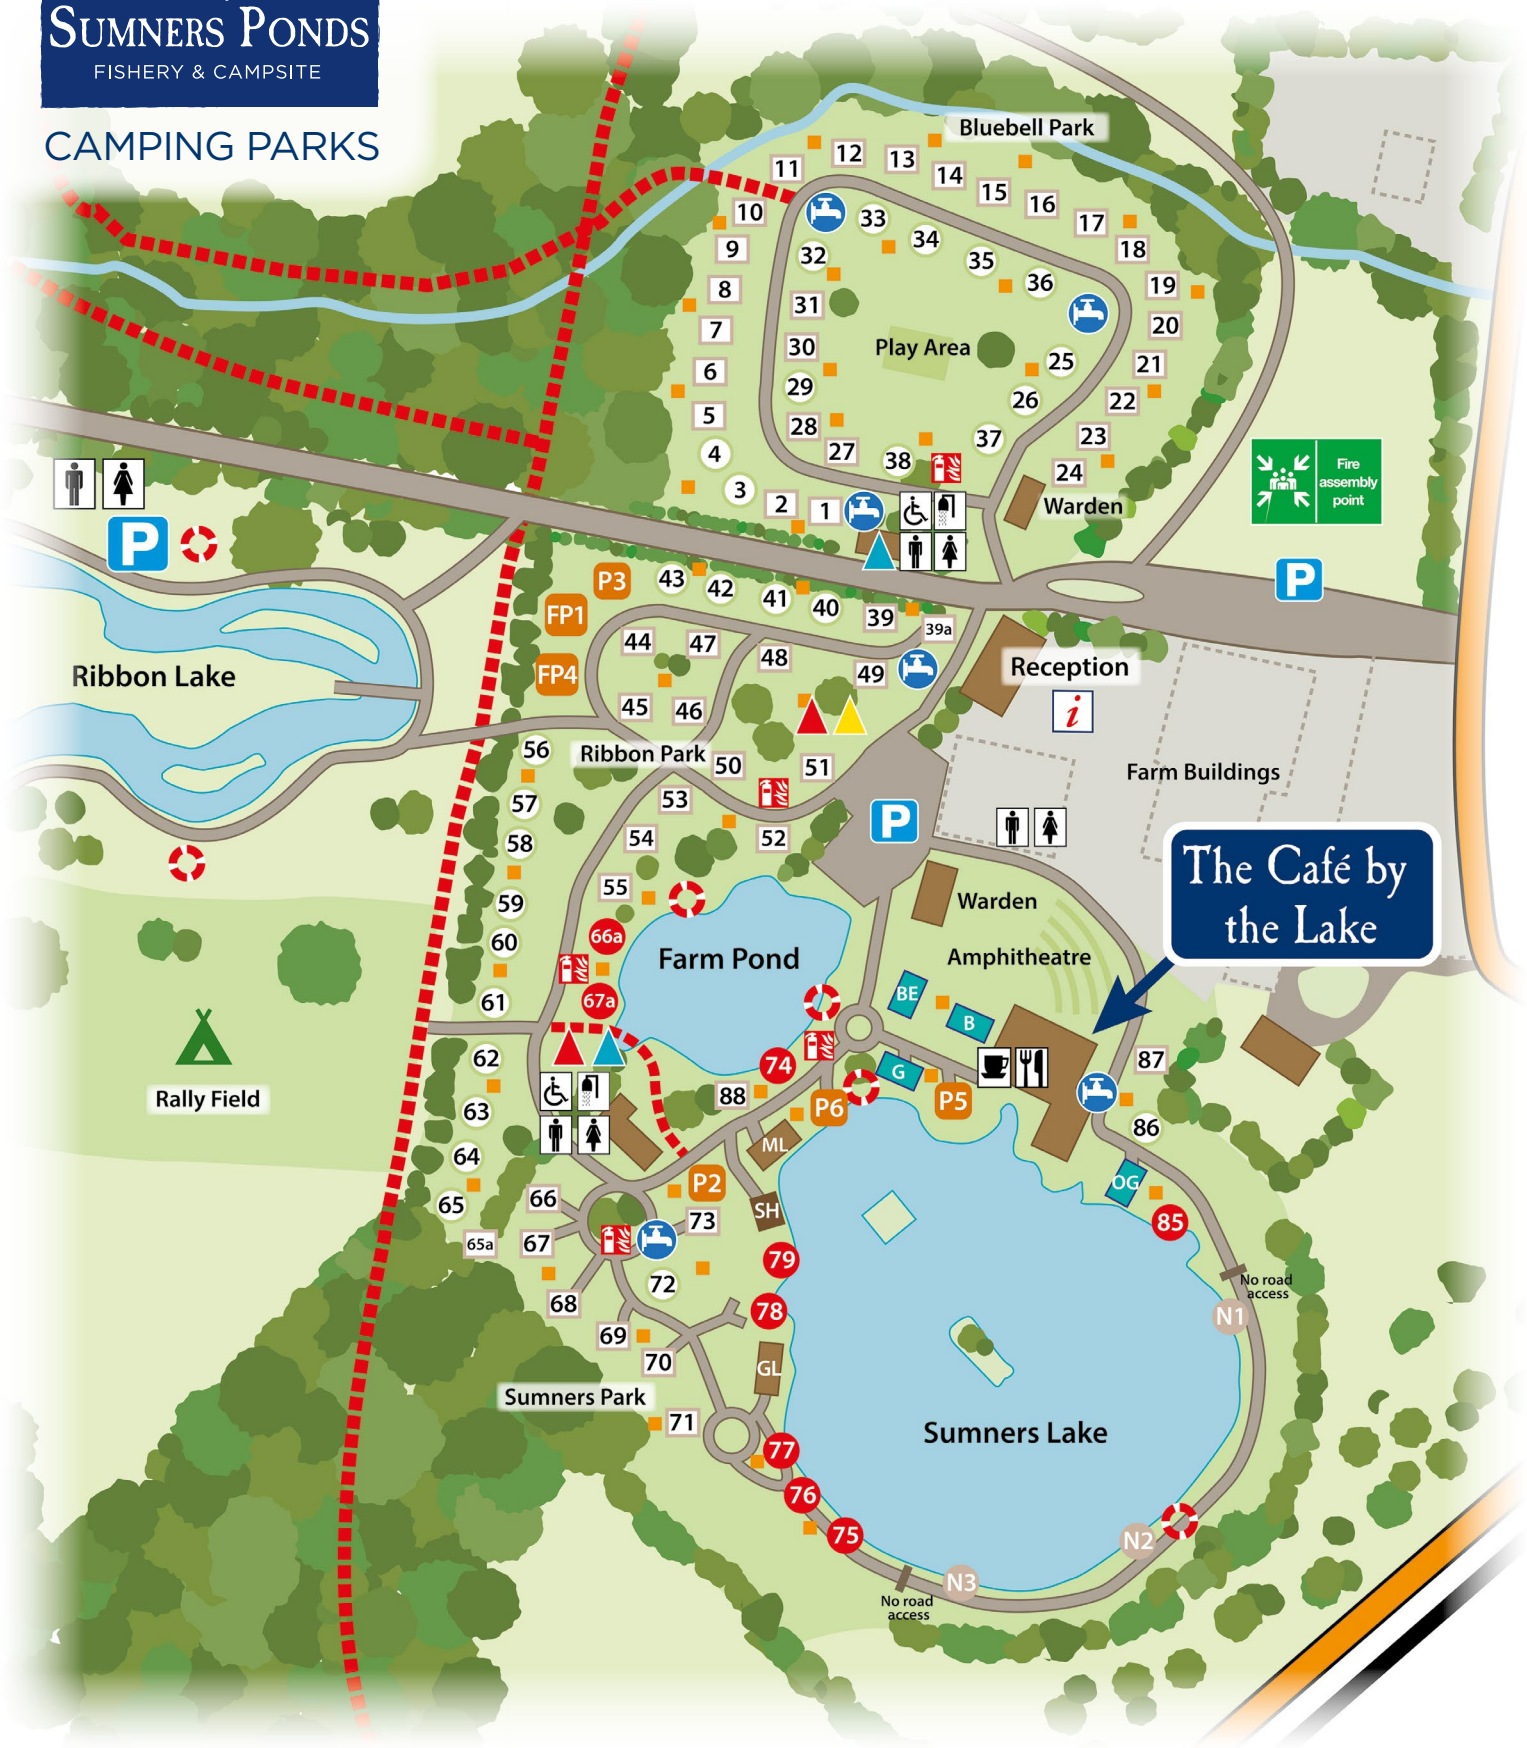 SUMNERS PONDS
FISHERY & CAMPSITE
CAMPING PARKS
Bluebell Park
11
12
13
14
15
16
17
18
19
20
21
22
23
24
10
9
8
7
6
5
4
3
2
1
33
34
35
36
32
31
30
29
28
27
25
26
37
38
Play Area
Warden
Fire
assembly
point
P
P
P3
FP1
FP4
43
42
41
40
39
39a
44
47
48
49
45
46
Reception
i
Ribbon Lake
Ribbon Park
50
51
53
52
54
55
56
57
58
59
60
61
P
Farm Buildings
The Café by
the Lake
Warden
Amphitheatre
66a
67a
Farm Pond
BE
B
G
P5
P6
74
88
87
86
Rally Field
62
63
64
65
65a
66
67
68
69
70
71
72
73
P2
ML
SH
OG
85
79
78
GL
77
76
75
Sumners Park
Sumners Lake
No road
access
N1
N2
N3
No road
access